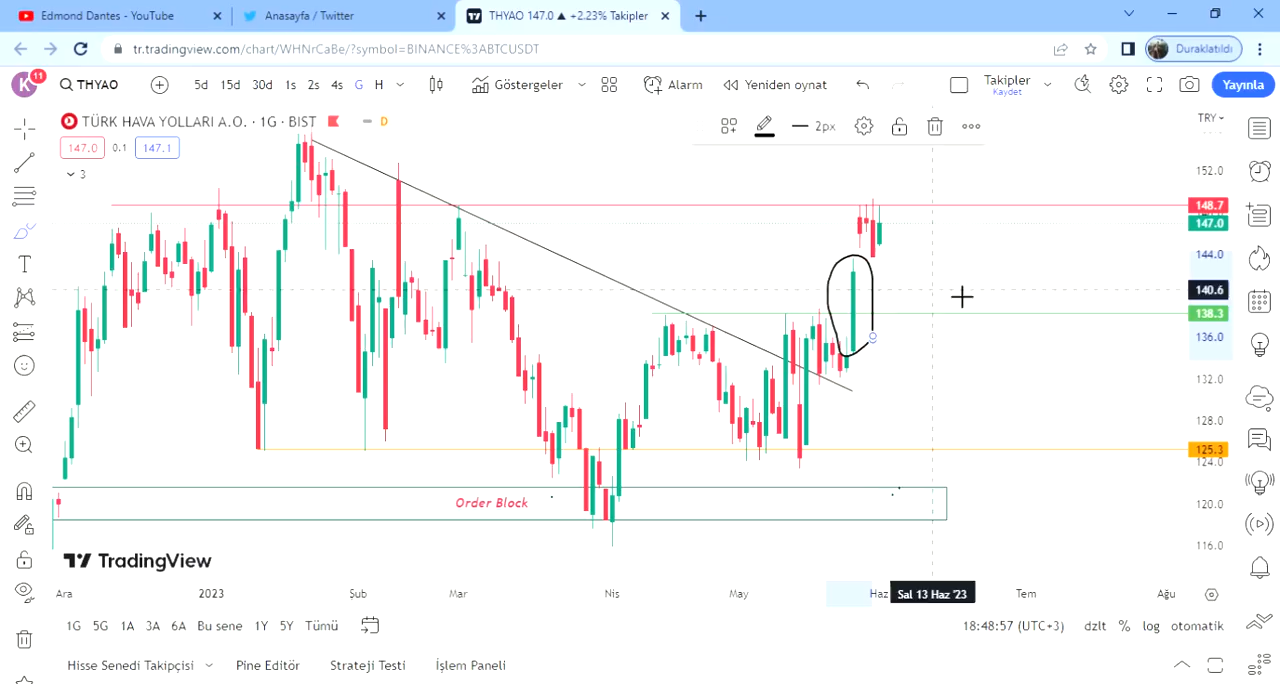 Edmond Dantes - YouTube
Anasayfa / Twitter
THYAO 147.0 ▲ +2.23% Takipler
tr.tradingview.com/chart/WHNrCaBe/?symbol=BINANCE%3ABTCUSDT
Duraklatıldı
K 11
THYAO
5d 15d 30d 1s 2s 4s G H
Göstergeler
Alarm
Yeniden oynat
Takipler
Kaydet
Yayınla
TÜRK HAVA YOLLARI A.O. · 1G · BIST
D
2px
TRY
147.0 0.1 147.1
3
152.0
148.7
147.0
144.0
140.6
138.3
136.0
132.0
128.0
125.3
124.0
120.0
116.0
Order Block
TradingView
Ara 2023 Şub Mar Nis May Haz Sal 13 Haz '23 Tem Ağu
1G 5G 1A 3A 6A Bu sene 1Y 5Y Tümü
18:48:57 (UTC+3) dzlt % log otomatik
Hisse Senedi Takipçisi Pine Editör Strateji Testi İşlem Paneli